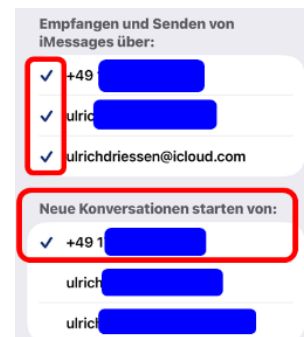 Empfangen und Senden von
iMessages über:
✓ +49
✓ ulric
✓ ulrichdriessen@icloud.com
Neue Konversationen starten von:
✓ +49 1
ulrich
ulrich